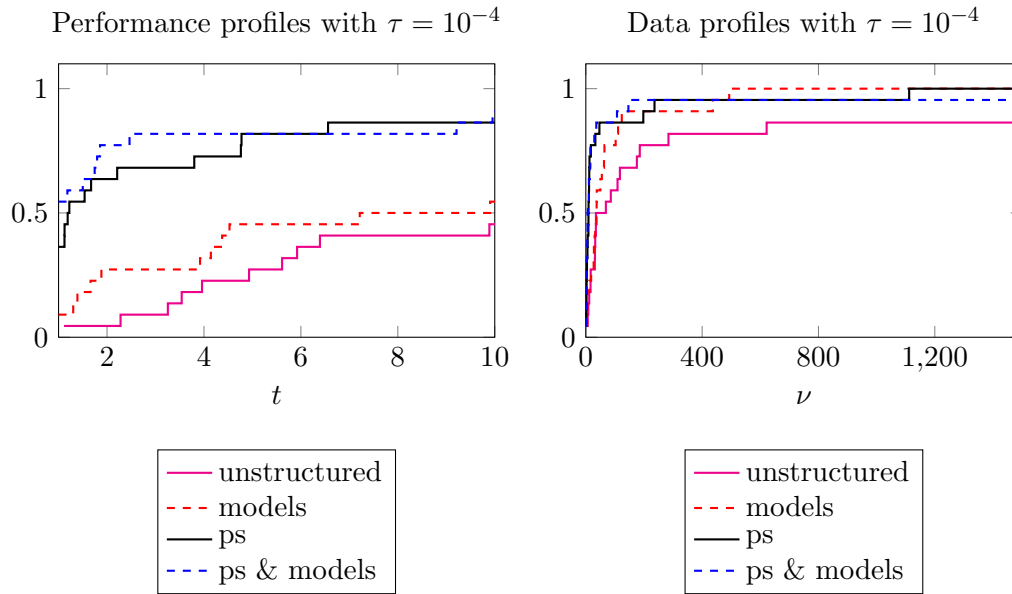 Performance profiles with τ = 10⁻⁴
1
0.5
0
2 4 6 8 10
t
unstructured
models
ps
ps & models
Data profiles with τ = 10⁻⁴
1
0.5
0
0 400 800 1,200
ν
unstructured
models
ps
ps & models